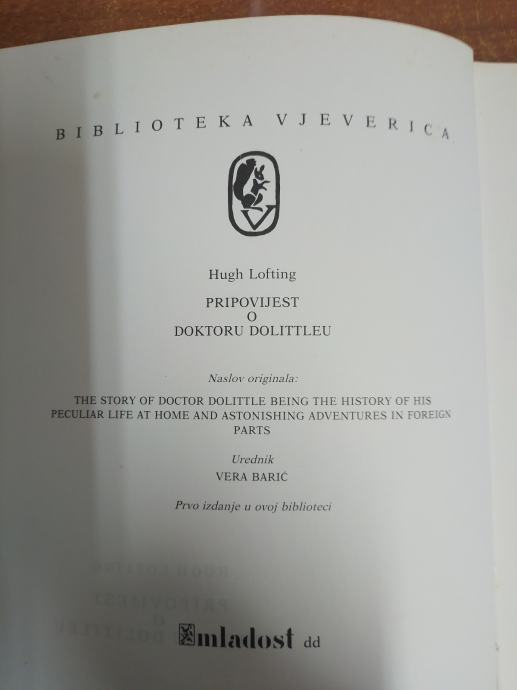 BIBLIOTEKA VJEVERICA
V
Hugh Lofting
PRIPOVIJEST
O
DOKTORU DOLITTLEU
Naslov originala:
THE STORY OF DOCTOR DOLITTLE BEING THE HISTORY OF HIS
PECULIAR LIFE AT HOME AND ASTONISHING ADVENTURES IN FOREIGN
PARTS
Urednik
VERA BARIĆ
Prvo izdanje u ovoj biblioteci
mladost dd